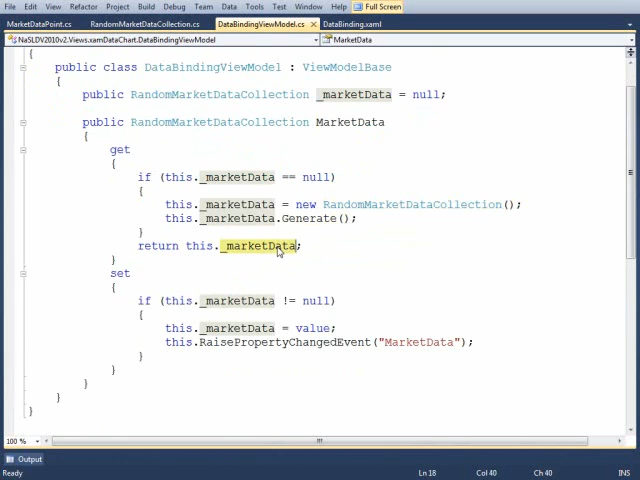 File Edit View Refactor Project Build Debug Team Data Tools Test Window Help Full Screen
MarketDataPoint.cs RandomMarketDataCollection.cs DataBindingViewModel.cs × DataBinding.xaml
NaSLDV2010v2.Views.xamDataChart.DataBindingViewModel MarketData
{
public class DataBindingViewModel : ViewModelBase
{
public RandomMarketDataCollection _marketData = null;
public RandomMarketDataCollection MarketData
{
get
{
if (this._marketData == null)
{
this._marketData = new RandomMarketDataCollection();
this._marketData.Generate();
}
return this._marketData;
}
set
{
if (this._marketData != null)
{
this._marketData = value;
this.RaisePropertyChangedEvent("MarketData");
}
}
}
}
}
100 %
Output
Ready Ln 18 Col 40 Ch 40 INS